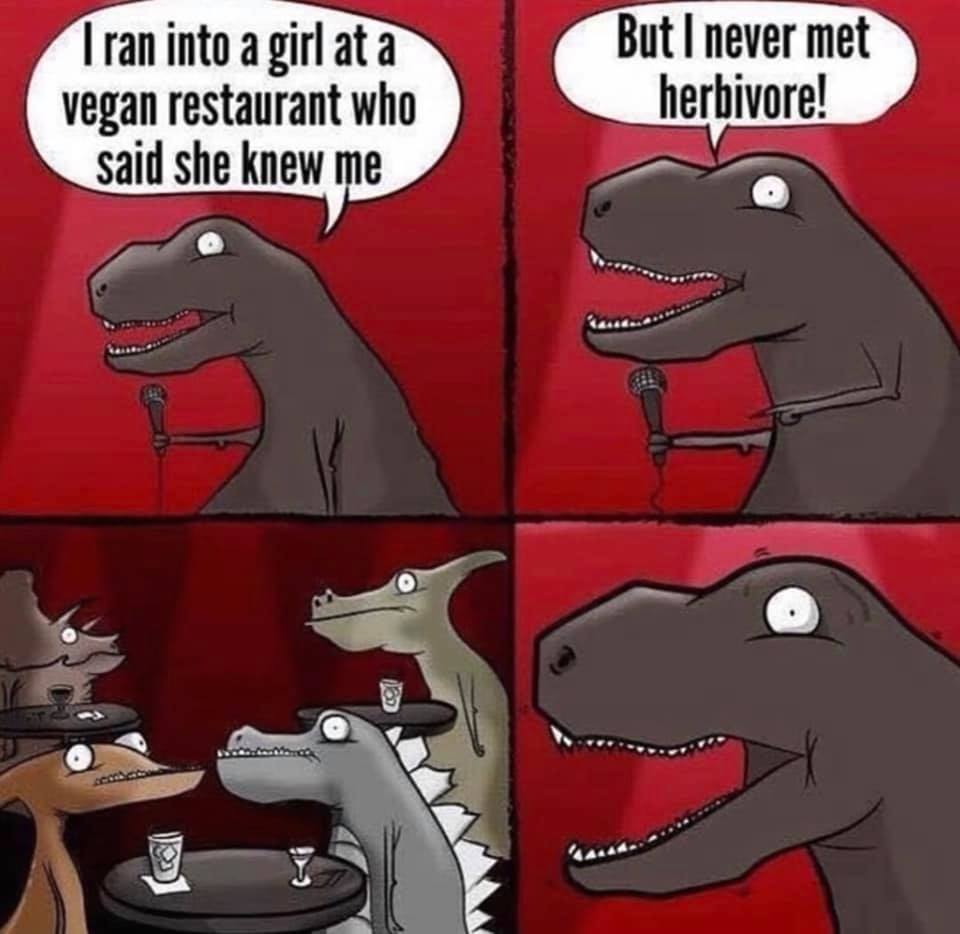 I ran into a girl at a
vegan restaurant who
said she knew me
But I never met
herbivore!